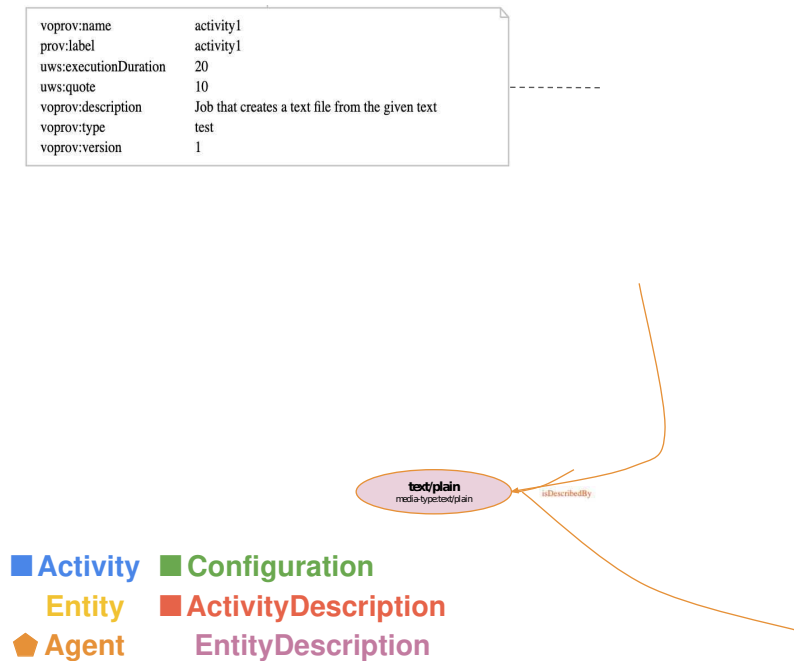 voprov:name activity1
prov:label activity1
uws:executionDuration 20
uws:quote 10
voprov:description Job that creates a text file from the given text
voprov:type test
voprov:version 1
text/plain
media-type:text/plain
isDescribedBy
Activity Configuration
Entity ActivityDescription
Agent EntityDescription